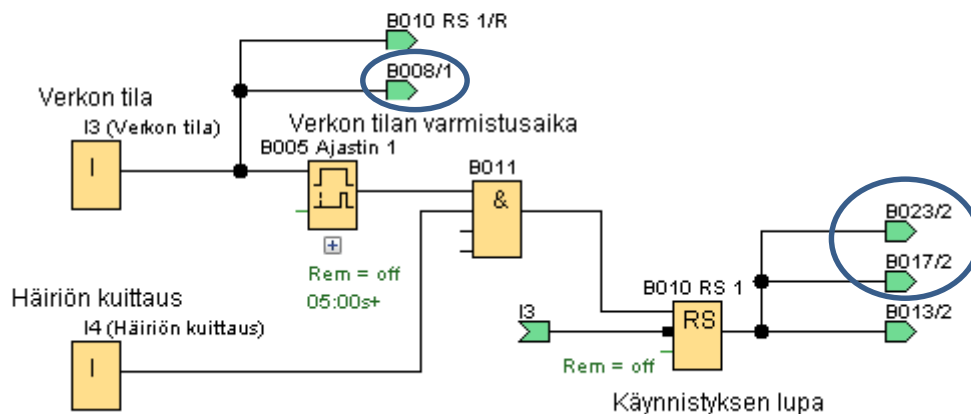 B010 RS 1/R
B008/1
Verkon tila
I3 (Verkon tila)
I
Verkon tilan varmistusaika
B005 Ajastin 1
Rem = off
05:00s+
B011
&
B023/2
B017/2
B013/2
B010 RS 1
RS
I3
Rem = off
Häiriön kuittaus
I4 (Häiriön kuittaus)
I
Käynnistyksen lupa